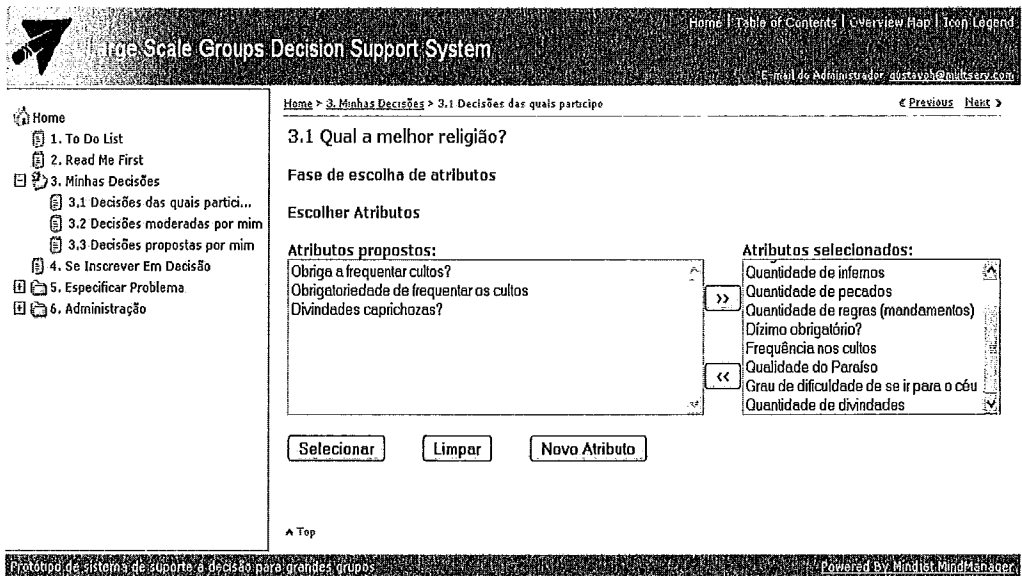 Home | Table of Contents | Overview Map | Icon Legend
Large Scale Groups Decision Support System
E-mail do Administrador gustavob@multserv.com
Home
1. To Do List
2. Read Me First
3. Minhas Decisões
3.1 Decisões das quais partici...
3.2 Decisões moderadas por mim
3.3 Decisões propostas por mim
4. Se Inscrever Em Decisão
5. Especificar Problema
6. Administração
Home > 3. Minhas Decisões > 3.1 Decisões das quais participo
Previous Next
3.1 Qual a melhor religião?
Fase de escolha de atributos
Escolher Atributos
Atributos propostos:
Obriga a frequentar cultos?
Obrigatoriedade de frequentar os cultos
Divindades caprichozas?
>>
<<
Atributos selecionados:
Quantidade de infernos
Quantidade de pecados
Quantidade de regras (mandamentos)
Dízimo obrigatório?
Frequência nos cultos
Qualidade do Paraíso
Grau de dificuldade de se ir para o céu
Quantidade de divindades
Selecionar Limpar Novo Atributo
Top
Protótipo de sistema de suporte a decisão para grandes grupos
Powered By Mindjet MindManager